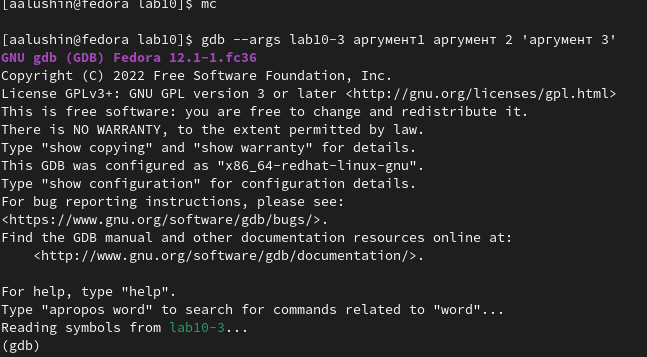 [aalushin@fedora lab10]$ mc
[aalushin@fedora lab10]$ gdb --args lab10-3 аргумент1 аргумент 2 'аргумент 3'
GNU gdb (GDB) Fedora 12.1-1.fc36
Copyright (C) 2022 Free Software Foundation, Inc.
License GPLv3+: GNU GPL version 3 or later <http://gnu.org/licenses/gpl.html>
This is free software: you are free to change and redistribute it.
There is NO WARRANTY, to the extent permitted by law.
Type "show copying" and "show warranty" for details.
This GDB was configured as "x86_64-redhat-linux-gnu".
Type "show configuration" for configuration details.
For bug reporting instructions, please see:
<https://www.gnu.org/software/gdb/bugs/>.
Find the GDB manual and other documentation resources online at:
    <http://www.gnu.org/software/gdb/documentation/>.
For help, type "help".
Type "apropos word" to search for commands related to "word"...
Reading symbols from lab10-3...
(gdb)